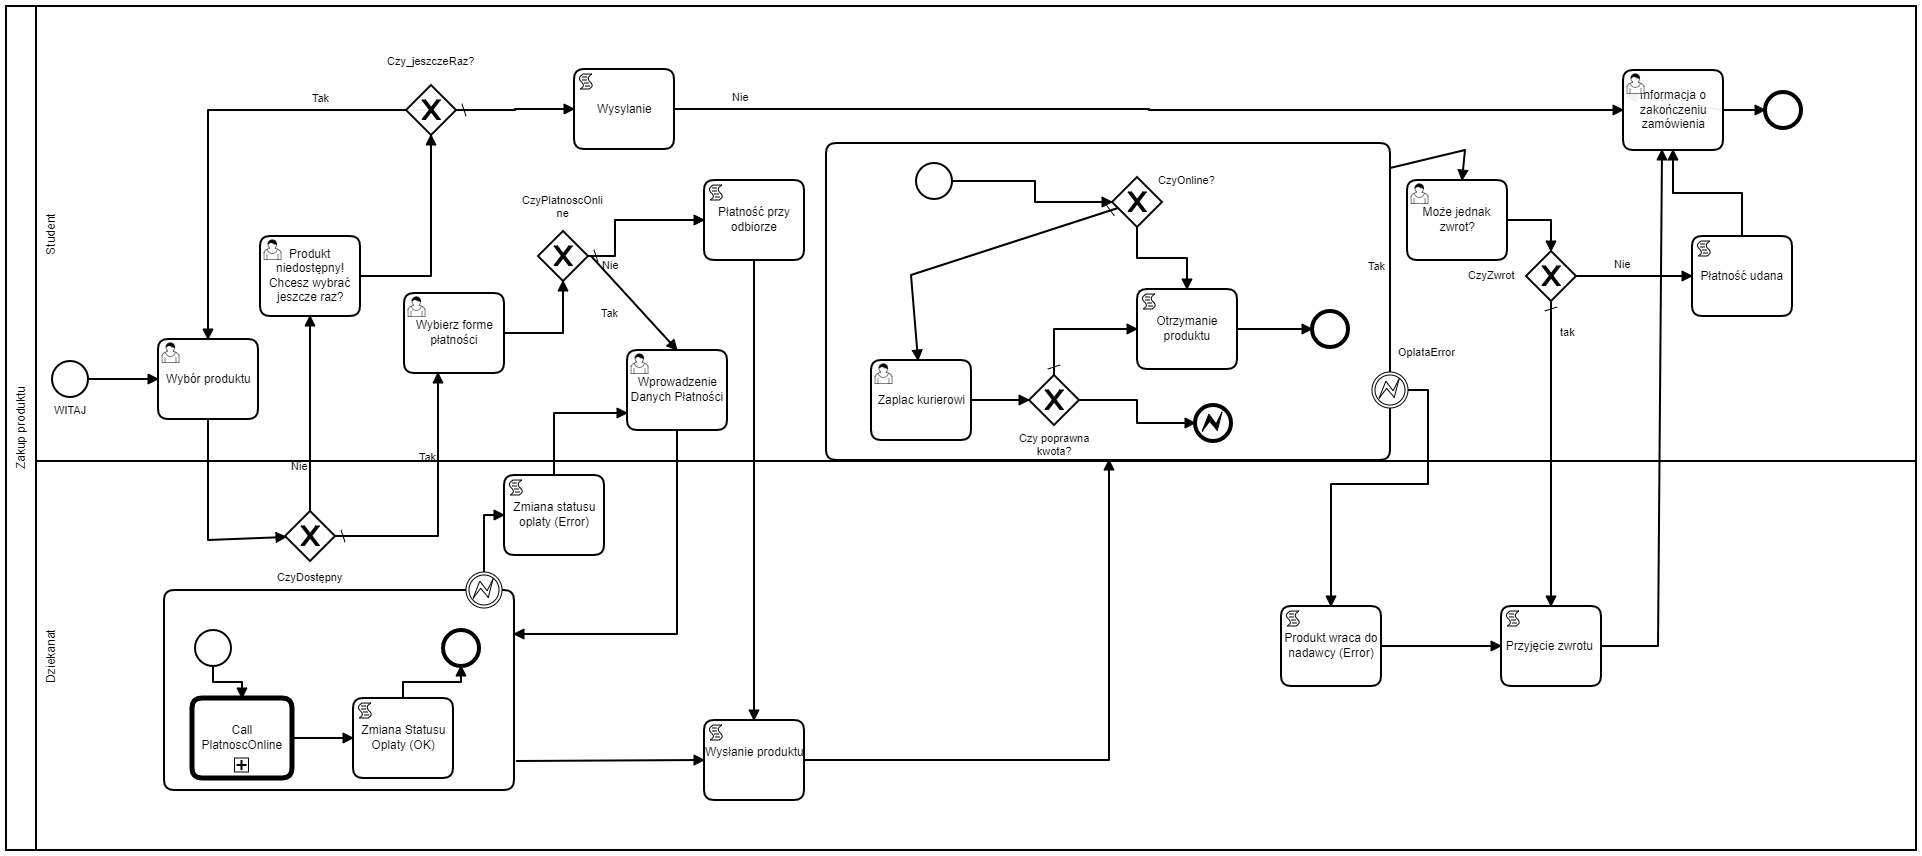 Zakup produktu
Student
Dziekanat
Czy_jeszczeRaz?
Tak
Wysylanie
Nie
Informacja o
zakończeniu
zamówienia
CzyPlatnoscOnli
ne
Płatność przy
odbiorze
Nie
Tak
Produkt
niedostępny!
Chcesz wybrać
jeszcze raz?
Wybierz forme
płatności
Wybór produktu
WITAJ
Wprowadzenie
Danych Płatności
CzyOnline?
Otrzymanie
produktu
Zaplac kurierowi
Czy poprawna
kwota?
Tak
Może jednak
zwrot?
CzyZwrot
Nie
Płatność udana
tak
OplataError
Nie
Tak
CzyDostępny
Zmiana statusu
oplaty (Error)
Call
PlatnoscOnline
Zmiana Statusu
Oplaty (OK)
Wysłanie produktu
Produkt wraca do
nadawcy (Error)
Przyjęcie zwrotu